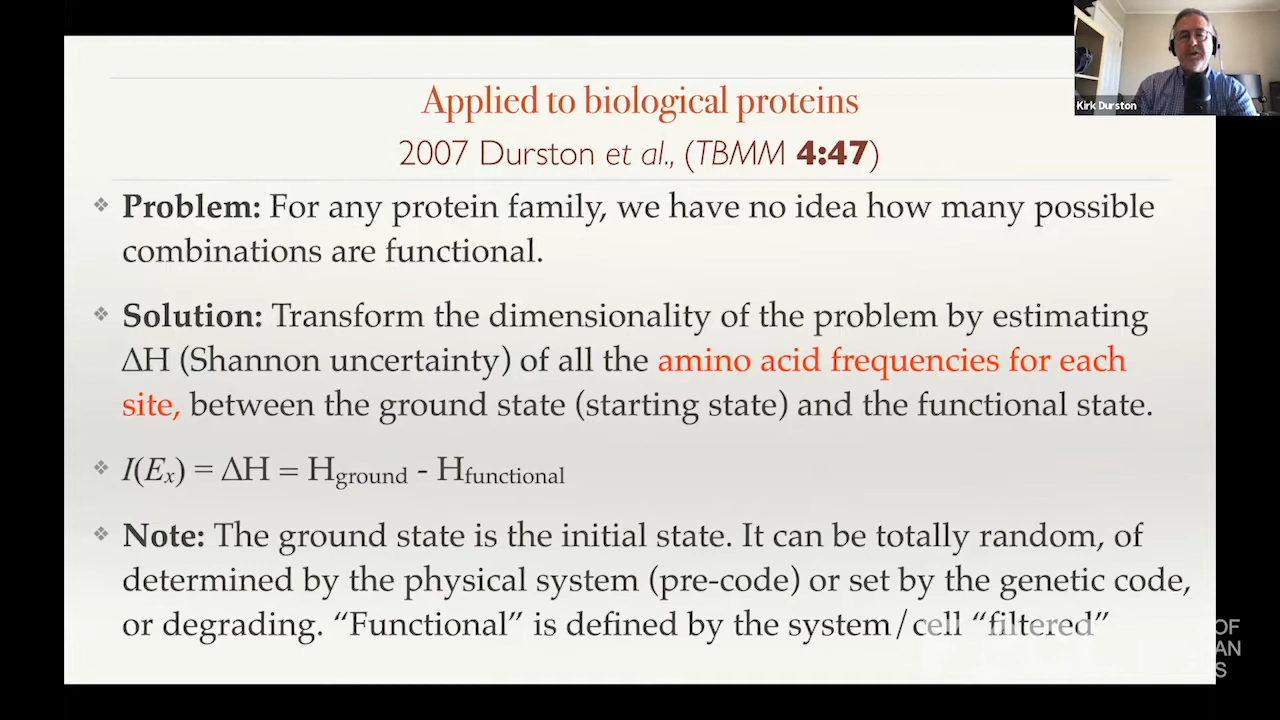 Kirk Durston
Applied to biological proteins
2007 Durston et al., (TBMM 4:47)
❖ Problem: For any protein family, we have no idea how many possible
combinations are functional.
❖ Solution: Transform the dimensionality of the problem by estimating
ΔH (Shannon uncertainty) of all the amino acid frequencies for each
site, between the ground state (starting state) and the functional state.
❖ I(Ex) = ΔH = Hground - Hfunctional
❖ Note: The ground state is the initial state. It can be totally random, of
determined by the physical system (pre-code) or set by the genetic code,
or degrading. “Functional” is defined by the system/cell “filtered”
OF
AN
S